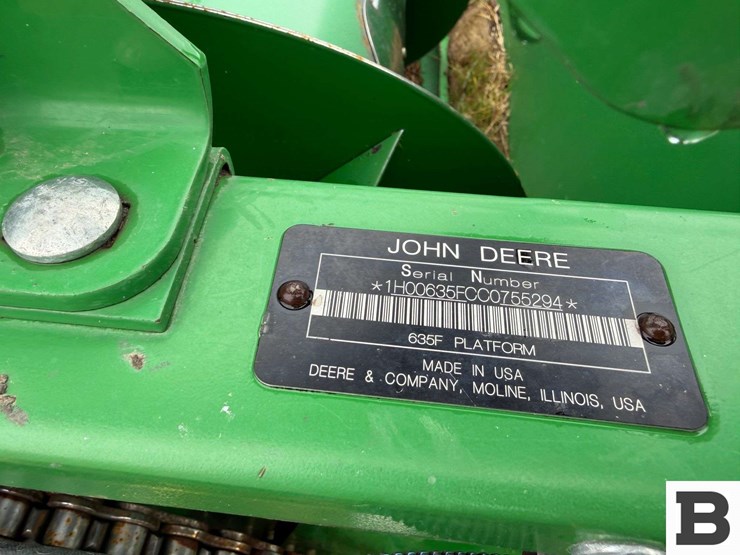 JOHN DEERE
Serial Number
*1H00635FCC0755294*
635F PLATFORM
MADE IN USA
DEERE & COMPANY, MOLINE, ILLINOIS, USA
B